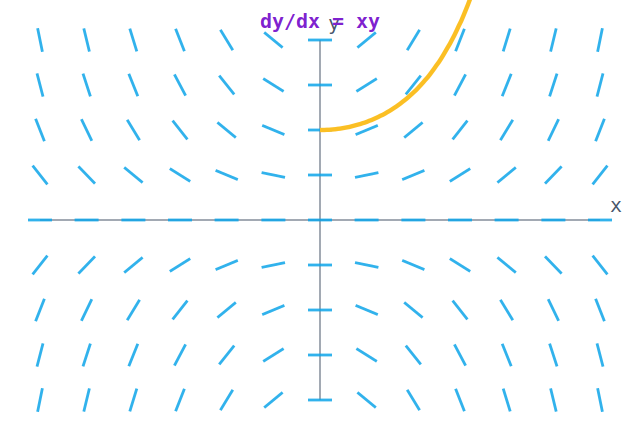 dy/dx = xy
y
x